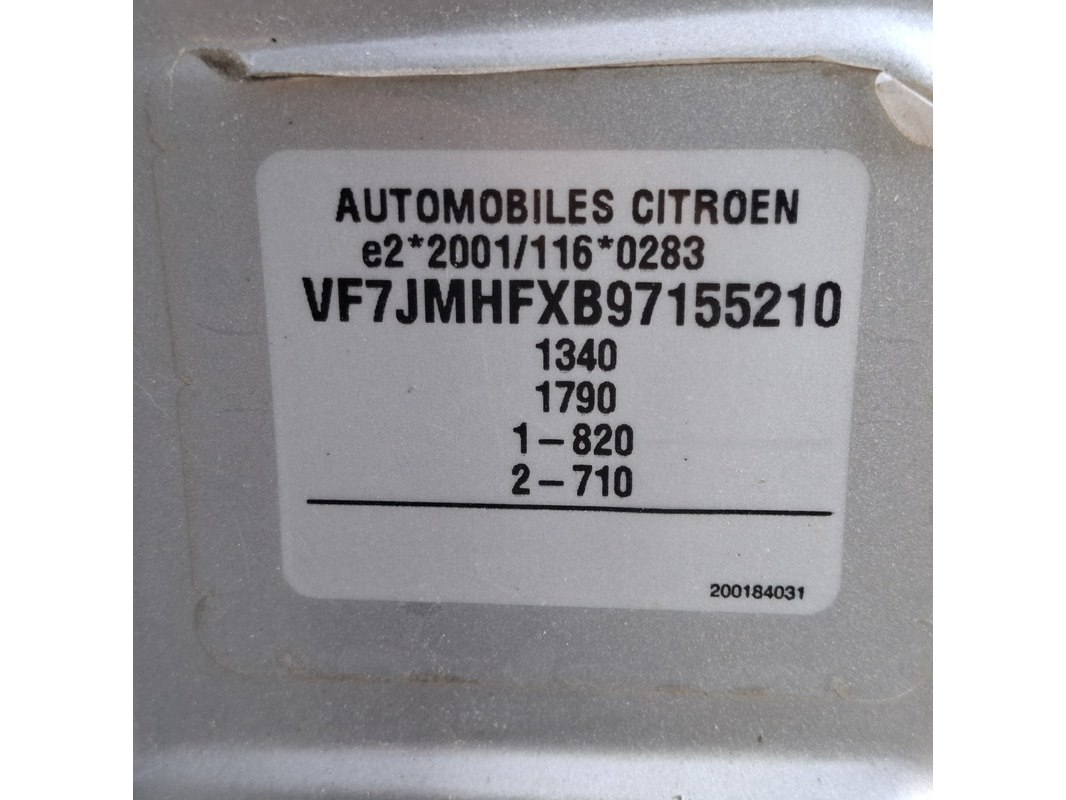 AUTOMOBILES CITROEN
e2*2001/116*0283
VF7JMHFXB97155210
1340
1790
1-820
2-710
200184031